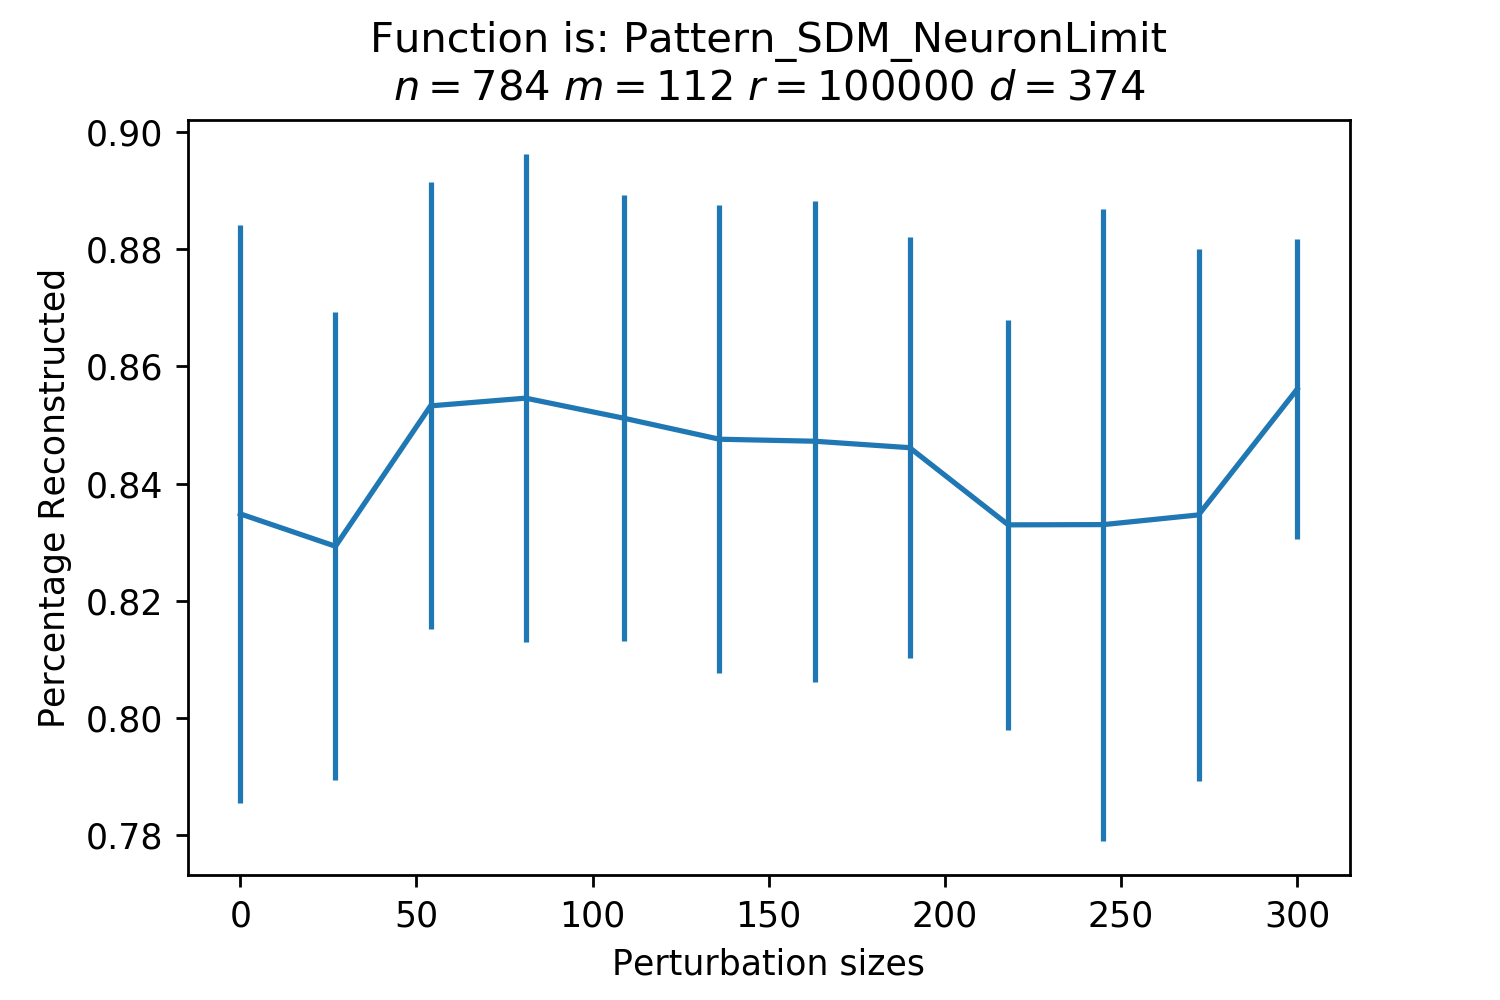 Function is: Pattern_SDM_NeuronLimit
n = 784 m = 112 r = 100000 d = 374
Percentage Reconstructed
0.90
0.88
0.86
0.84
0.82
0.80
0.78
0 50 100 150 200 250 300
Perturbation sizes